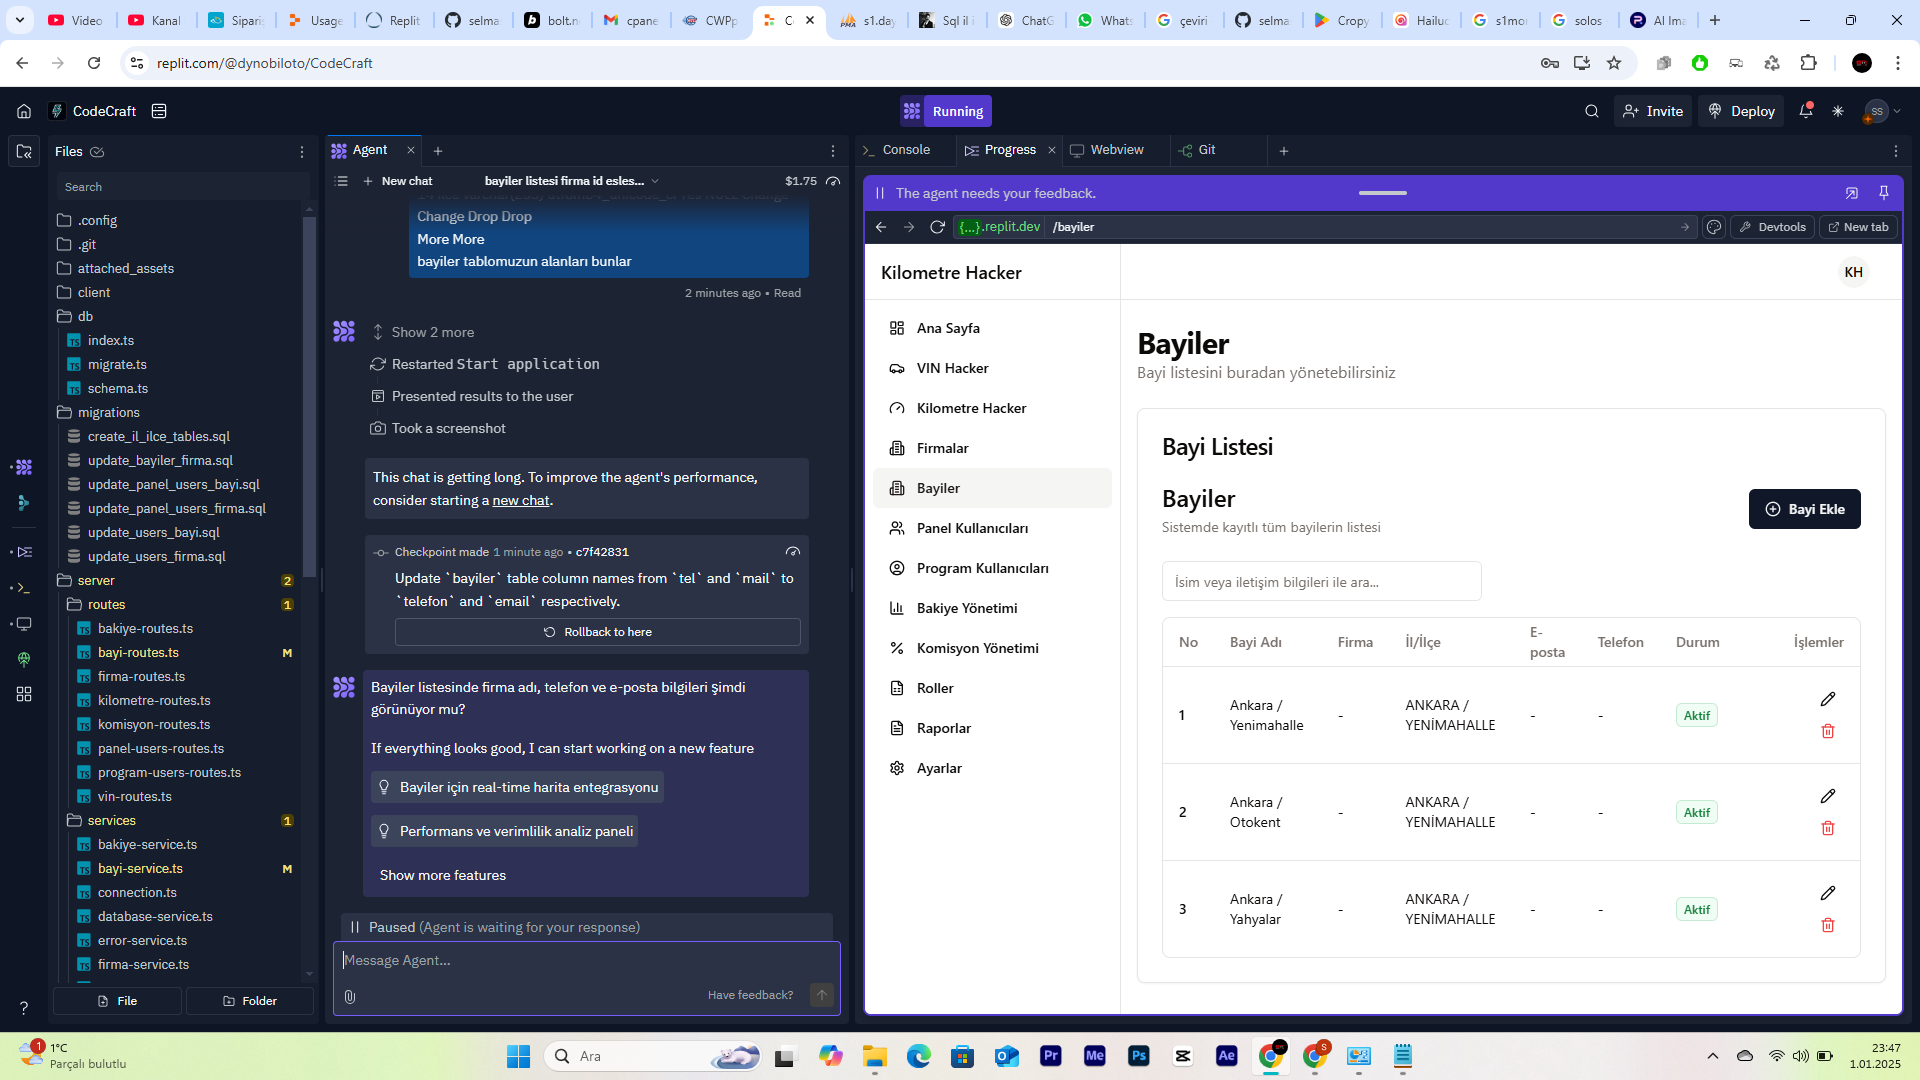 Video
Kanal
Sipari
Usage
Replit
selma
bolt.n
cpane
CWPp
C
s1.day
Sql il i
ChatG
Whats
çeviri
selma
Cropy
Hailuo
s1mo
solos
AI Ima
replit.com/@dynobiloto/CodeCraft
CodeCraft
Running
Invite
Deploy
SS
Files
Agent
Console
Progress
Webview
Git
Search
New chat
bayiler listesi firma id esles...
$1.75
The agent needs your feedback.
{...}.replit.dev
/bayiler
Devtools
New tab
.config
.git
attached_assets
client
db
index.ts
migrate.ts
schema.ts
migrations
create_il_ilce_tables.sql
update_bayiler_firma.sql
update_panel_users_bayi.sql
update_panel_users_firma.sql
update_users_bayi.sql
update_users_firma.sql
server 2
routes 1
bakiye-routes.ts
bayi-routes.ts M
firma-routes.ts
kilometre-routes.ts
komisyon-routes.ts
panel-users-routes.ts
program-users-routes.ts
vin-routes.ts
services 1
bakiye-service.ts
bayi-service.ts M
connection.ts
database-service.ts
error-service.ts
firma-service.ts
File
Folder
Change Drop Drop
More More
bayiler tablomuzun alanları bunlar
2 minutes ago • Read
Show 2 more
Restarted Start application
Presented results to the user
Took a screenshot
This chat is getting long. To improve the agent's performance,
consider starting a new chat.
Checkpoint made 1 minute ago • c7f42831
Update `bayiler` table column names from `tel` and `mail` to
`telefon` and `email` respectively.
Rollback to here
Bayiler listesinde firma adı, telefon ve e-posta bilgileri şimdi
görünüyor mu?
If everything looks good, I can start working on a new feature
Bayiler için real-time harita entegrasyonu
Performans ve verimlilik analiz paneli
Show more features
Paused (Agent is waiting for your response)
Message Agent...
Have feedback?
Kilometre Hacker
KH
Ana Sayfa
VIN Hacker
Kilometre Hacker
Firmalar
Bayiler
Panel Kullanıcıları
Program Kullanıcıları
Bakiye Yönetimi
Komisyon Yönetimi
Roller
Raporlar
Ayarlar
Bayiler
Bayi listesini buradan yönetebilirsiniz
Bayi Listesi
Bayiler
Sistemde kayıtlı tüm bayilerin listesi
Bayi Ekle
İsim veya iletişim bilgileri ile ara...
No
Bayi Adı
Firma
İl/İlçe
E-
posta
Telefon
Durum
İşlemler
1
Ankara /
Yenimahalle
-
ANKARA /
YENİMAHALLE
-
-
Aktif
2
Ankara /
Otokent
-
ANKARA /
YENİMAHALLE
-
-
Aktif
3
Ankara /
Yahyalar
-
ANKARA /
YENİMAHALLE
-
-
Aktif
1
1°C
Parçalı bulutlu
Ara
Pr
Me
Ps
Ae
S
23:47
1.01.2025